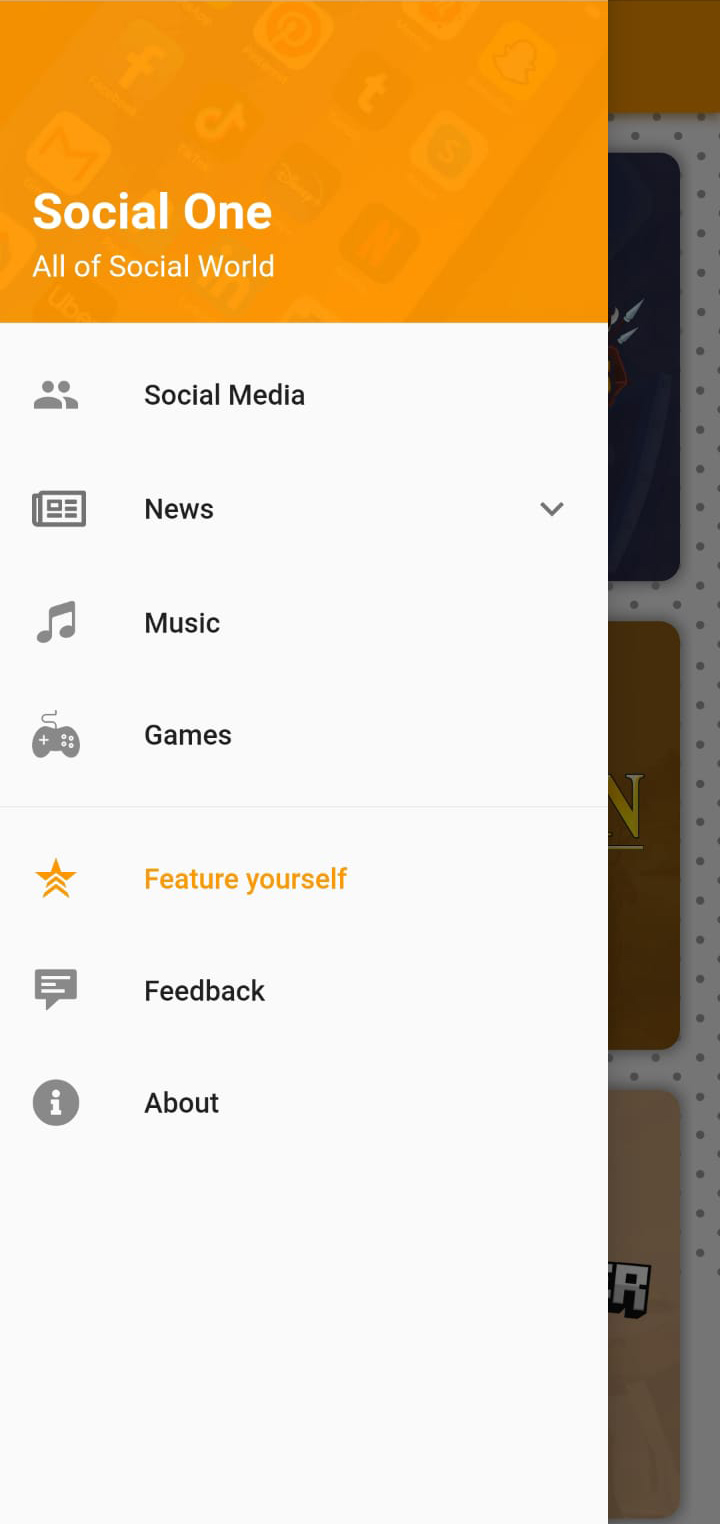 Social One
All of Social World
Social Media
News
Music
Games
Feature yourself
Feedback
About